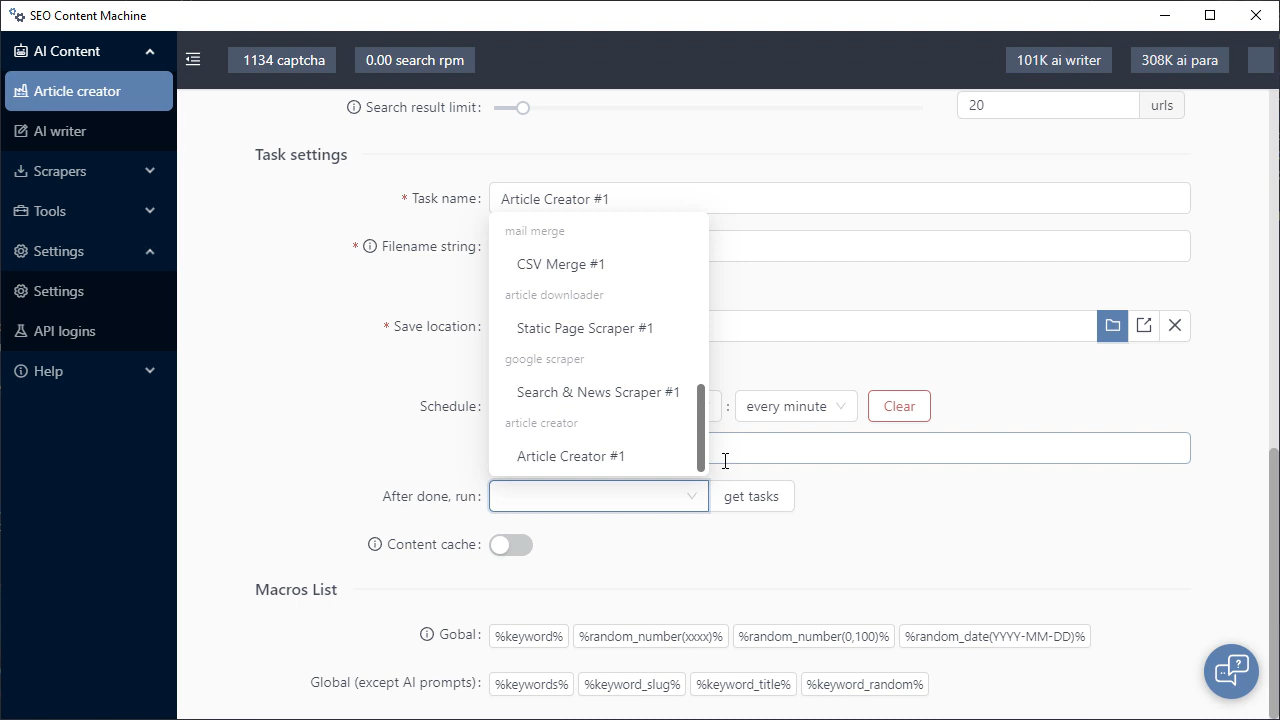 SEO Content Machine
AI Content
1134 captcha
0.00 search rpm
101K ai writer
308K ai para
Article creator
AI writer
Scrapers
Tools
Settings
Settings
API logins
Help
Search result limit:
20
urls
Task settings
* Task name:
Article Creator #1
* Filename string:
mail merge
CSV Merge #1
article downloader
* Save location:
Static Page Scraper #1
google scraper
Search & News Scraper #1
Schedule:
:
every minute
Clear
article creator
Article Creator #1
After done, run:
get tasks
Content cache:
Macros List
Gobal:
%keyword%
%random_number(xxxx)%
%random_number(0,100)%
%random_date(YYYY-MM-DD)%
Global (except AI prompts):
%keywords%
%keyword_slug%
%keyword_title%
%keyword_random%